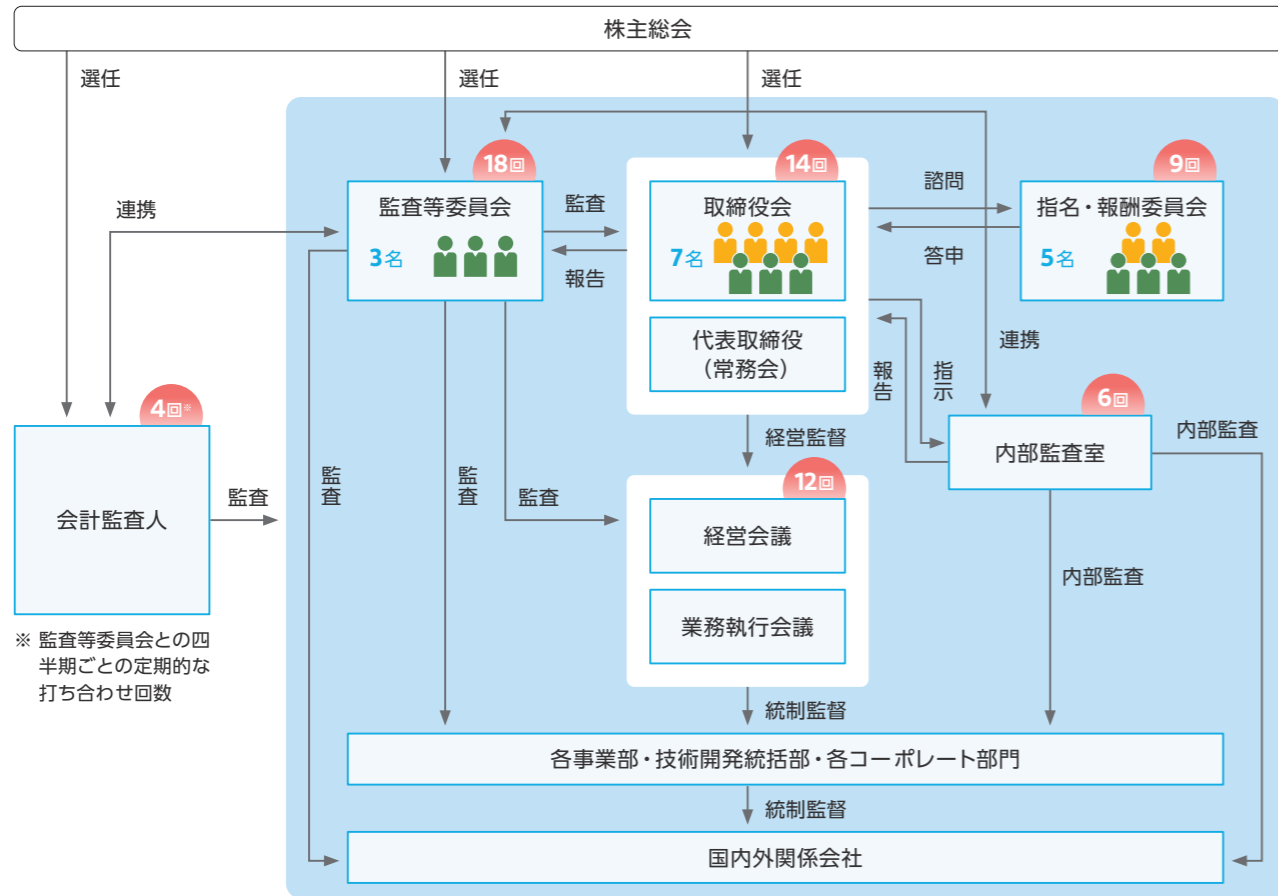 株主総会
選任
選任
選任
18回
14回
9回
監査等委員会
3名
監査
報告
取締役会
7名
諮問
答申
指名・報酬委員会
5名
連携
代表取締役
（常務会）
報告
指示
連携
4回※
会計監査人
監査
※ 監査等委員会との四
半期ごとの定期的な
打ち合わせ回数
監査
監査
監査
経営監督
12回
経営会議
業務執行会議
6回
内部監査室
内部監査
内部監査
統制監督
各事業部・技術開発統括部・各コーポレート部門
統制監督
国内外関係会社